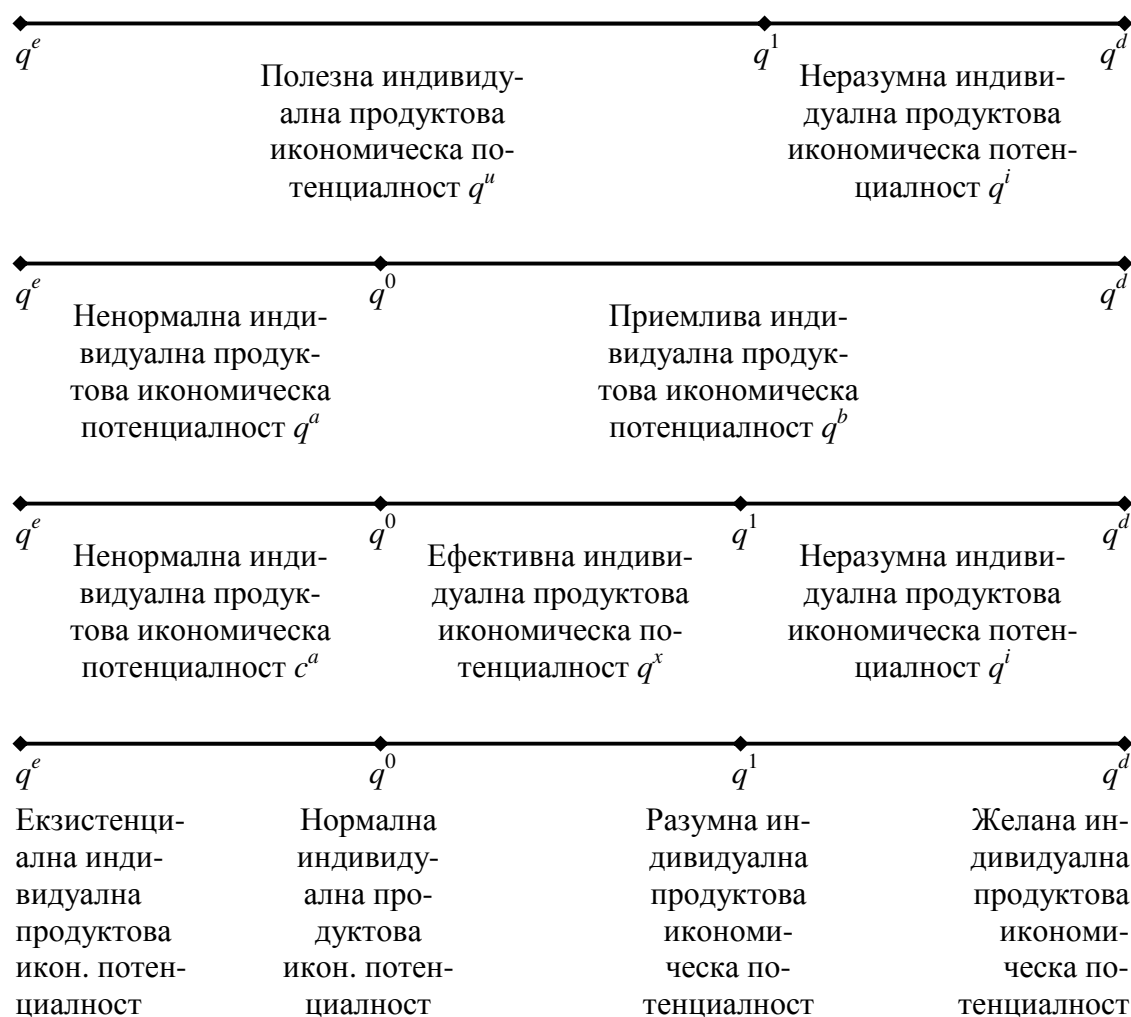 q^e q^1 q^d
Полезна индивиду-
ална продуктова
икономическа по-
тенциалност q^u
Неразумна индиви-
дуална продуктова
икономическа потен-
циалност q^i
q^e q^0 q^d
Ненормална инди-
видуална продук-
това икономическа
потенциалност q^a
Приемлива инди-
видуална продук-
това икономическа
потенциалност q^b
q^e q^0 q^1 q^d
Ненормална инди-
видуална продук-
това икономическа
потенциалност c^a
Ефективна индиви-
дуална продуктова
икономическа по-
тенциалност q^x
Неразумна индиви-
дуална продуктова
икономическа потен-
циалност q^i
q^e q^0 q^1 q^d
Екзистенци-
ална инди-
видуална
продуктова
икон. потен-
циалност
Нормална
индивиду-
ална про-
дуктова
икон. потен-
циалност
Разумна ин-
дивидуална
продуктова
икономи-
ческа по-
тенциалност
Желана ин-
дивидуална
продуктова
икономи-
ческа по-
тенциалност